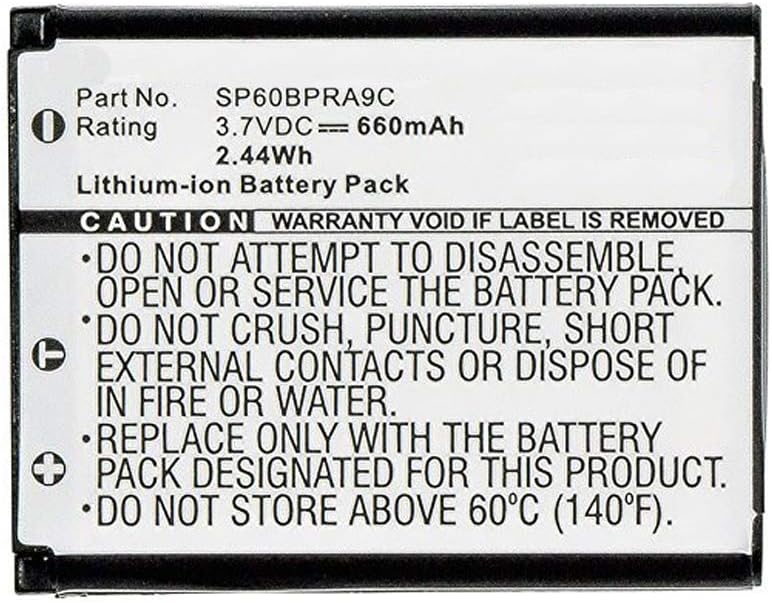 Part No. SP60BPRA9C
Rating 3.7VDC⎓660mAh
2.44Wh
Lithium-ion Battery Pack
CAUTION WARRANTY VOID IF LABEL IS REMOVED
•DO NOT ATTEMPT TO DISASSEMBLE,
OPEN OR SERVICE THE BATTERY PACK.
•DO NOT CRUSH, PUNCTURE, SHORT
EXTERNAL CONTACTS OR DISPOSE OF
IN FIRE OR WATER.
•REPLACE ONLY WITH THE BATTERY
PACK DESIGNATED FOR THIS PRODUCT.
•DO NOT STORE ABOVE 60°C (140°F).
T
+